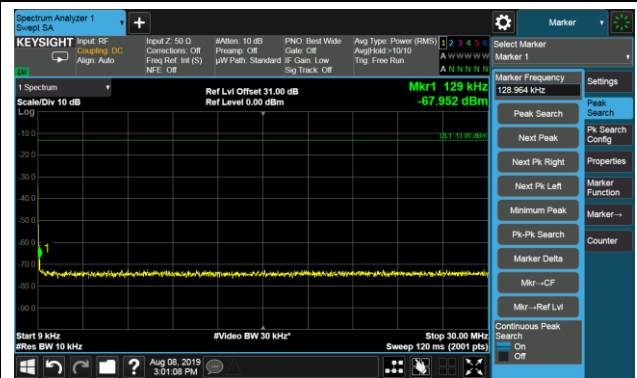 Spectrum Analyzer 1
Swept SA
Marker
KEYSIGHT
Input: RF
Coupling: DC
Align: Auto
Input Z: 50 Ω
Corrections: Off
Freq Ref: Int (S)
NFE: Off
#Atten: 10 dB
Preamp: Off
µW Path: Standard
PNO: Best Wide
Gate: Off
IF Gain: Low
Sig Track: Off
Avg Type: Power (RMS)
Avg|Hold:>10/10
Trig: Free Run
1 2 3 4 5 6
A W W W W W
A N N N N N
LW
Select Marker
Marker 1
1 Spectrum
Scale/Div 10 dB
Log
Ref Lvl Offset 31.00 dB
Ref Level 0.00 dBm
Mkr1 129 kHz
-67.952 dBm
DL1 -13.00 dBm
-10.0
-20.0
-30.0
-40.0
-50.0
-60.0
-70.0
-80.0
-90.0
1
Start 9 kHz
#Res BW 10 kHz
#Video BW 30 kHz*
Stop 30.00 MHz
Sweep 120 ms (2001 pts)
Marker Frequency
128.964 kHz
Peak Search
Next Peak
Next Pk Right
Next Pk Left
Minimum Peak
Pk-Pk Search
Marker Delta
Mkr→CF
Mkr→Ref Lvl
Continuous Peak
Search
On
Off
Settings
Peak
Search
Pk Search
Config
Properties
Marker
Function
Marker→
Counter
?
Aug 08, 2019
3:01:08 PM